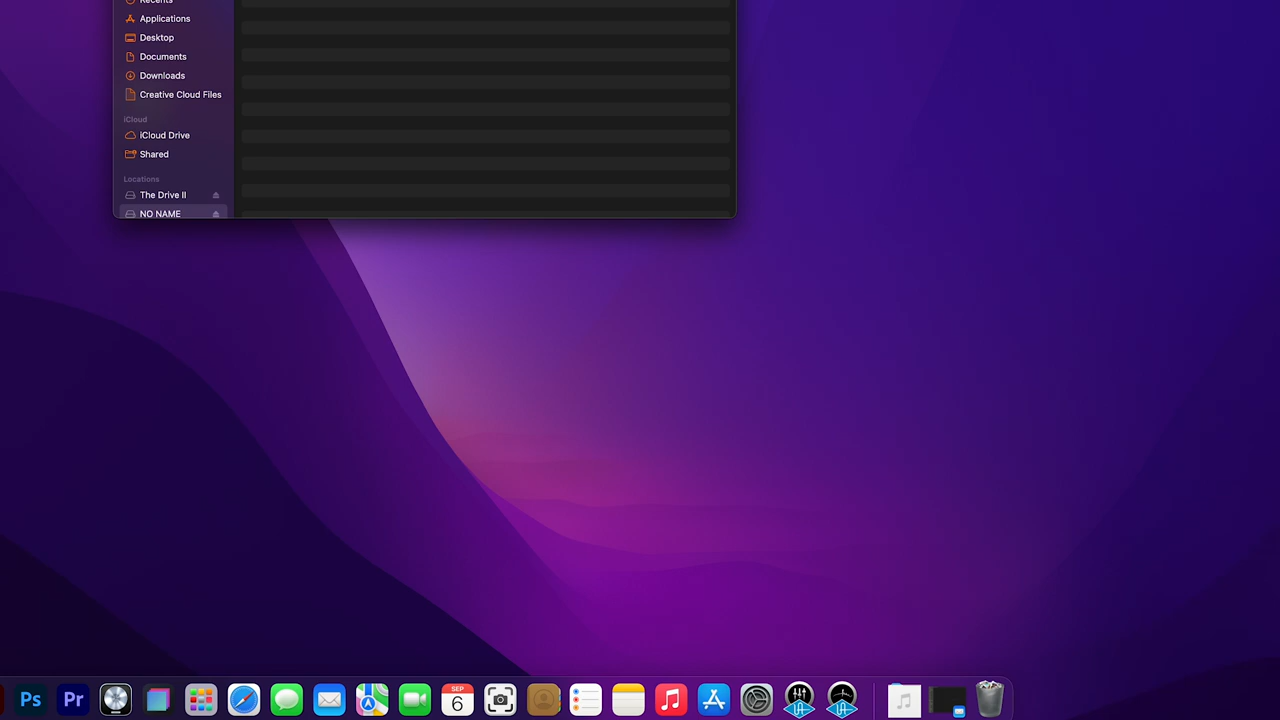 Recents
Applications
Desktop
Documents
Downloads
Creative Cloud Files
iCloud
iCloud Drive
Shared
Locations
The Drive II
NO NAME
Ps
Pr
SEP
6